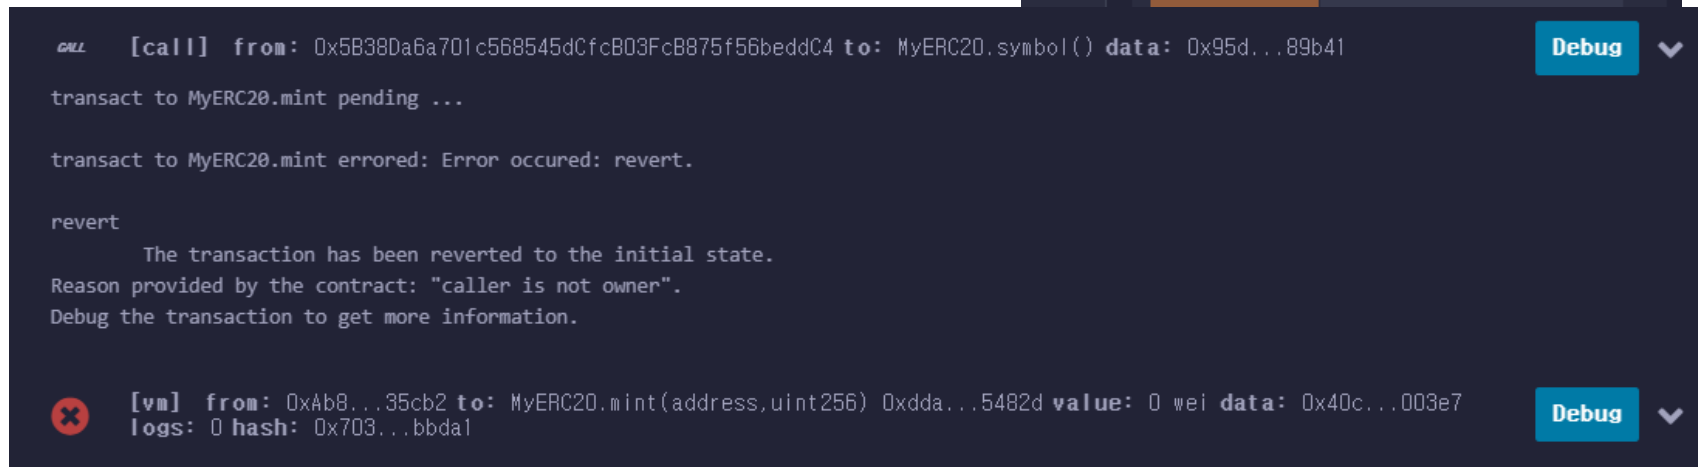 CALL [call] from: 0x5B38Da6a701c568545dCfcB03FcB875f56beddC4 to: MyERC20.symbol() data: 0x95d...89b41 Debug
transact to MyERC20.mint pending ...
transact to MyERC20.mint errored: Error occured: revert.
revert
The transaction has been reverted to the initial state.
Reason provided by the contract: "caller is not owner".
Debug the transaction to get more information.
[vm] from: 0xAb8...35cb2 to: MyERC20.mint(address,uint256) 0xdda...5482d value: 0 wei data: 0x40c...003e7 Debug
logs: 0 hash: 0x703...bbda1